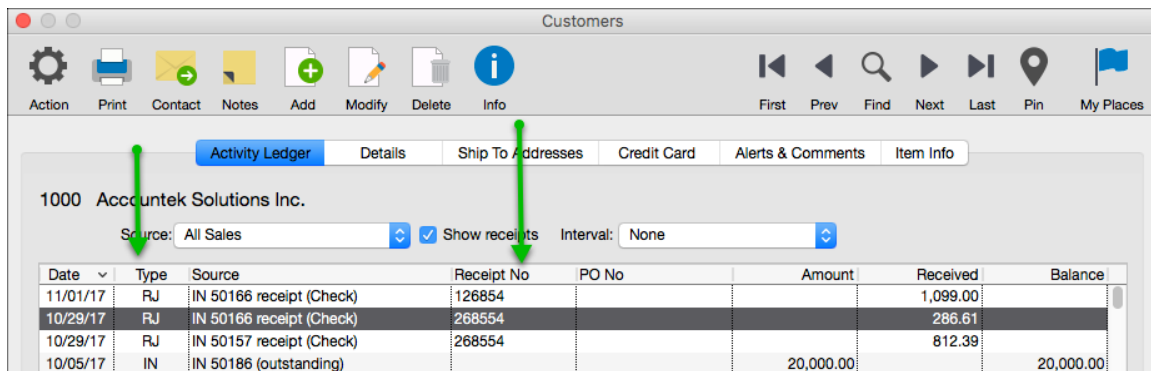 Customers
Action Print Contact Notes Add Modify Delete Info First Prev Find Next Last Pin My Places
Activity Ledger Details Ship To Addresses Credit Card Alerts & Comments Item Info
1000 Accountek Solutions Inc.
Source: All Sales Show receipts Interval: None
Date Type Source Receipt No PO No Amount Received Balance
11/01/17 RJ IN 50166 receipt (Check) 126854 1,099.00
10/29/17 RJ IN 50166 receipt (Check) 268554 286.61
10/29/17 RJ IN 50157 receipt (Check) 268554 812.39
10/05/17 IN IN 50186 (outstanding) 20,000.00 20,000.00